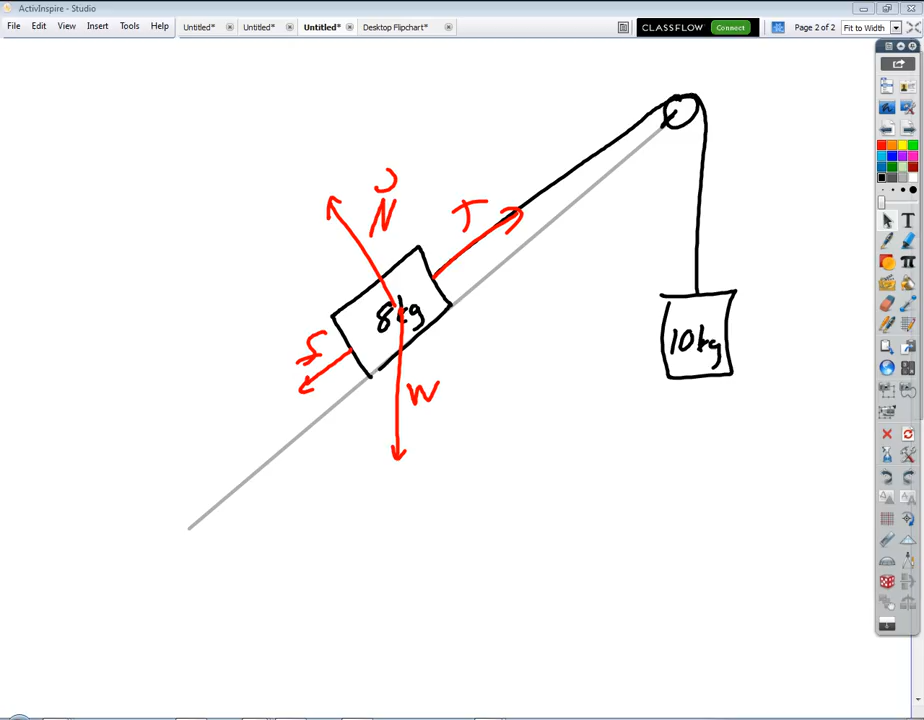 ActivInspire - Studio
File Edit View Insert Tools Help
Untitled* Untitled* Untitled* Desktop Flipchart*
CLASSFLOW Connect
Page 2 of 2 Fit to Width
T
N
T
8kg
f
W
10kg